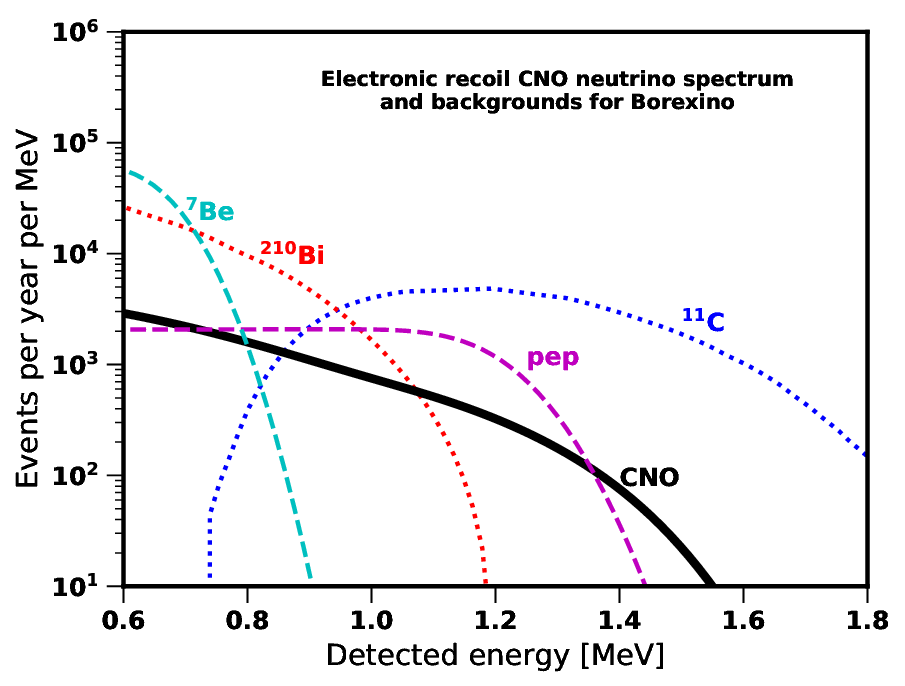 Electronic recoil CNO neutrino spectrum
and backgrounds for Borexino
Events per year per MeV
10⁶
10⁵
10⁴
10³
10²
10¹
⁷Be
²¹⁰Bi
¹¹C
pep
CNO
0.6 0.8 1.0 1.2 1.4 1.6 1.8
Detected energy [MeV]